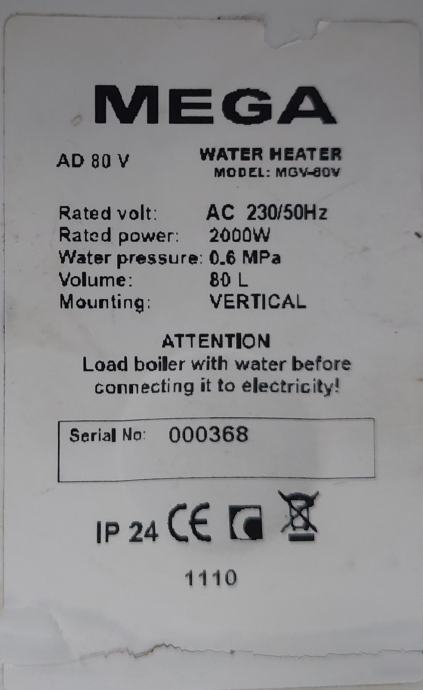 MEGA
AD 80 V
WATER HEATER
MODEL: MGV-80V
Rated volt: AC 230/50Hz
Rated power: 2000W
Water pressure: 0.6 MPa
Volume: 80 L
Mounting: VERTICAL
ATTENTION
Load boiler with water before
connecting it to electricity!
Serial No: 000368
IP 24 CE
1110